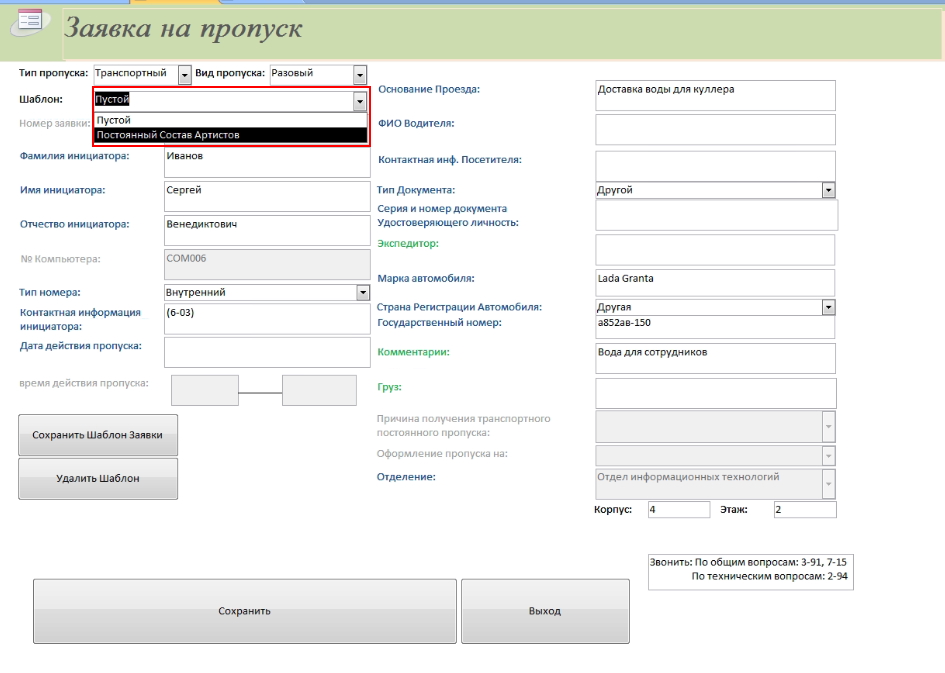 Заявка на пропуск
Тип пропуска: Транспортный Вид пропуска: Разовый
Шаблон: Пустой
Пустой
Постоянный Состав Артистов
Номер заявки:
Фамилия инициатора: Иванов
Имя инициатора: Сергей
Отчество инициатора: Венедиктович
№ Компьютера: COM006
Тип номера: Внутренний
Контактная информация
инициатора: (6-03)
Дата действия пропуска:
время действия пропуска:
Сохранить Шаблон Заявки
Удалить Шаблон
Основание Проезда: Доставка воды для куллера
ФИО Водителя:
Контактная инф. Посетителя:
Тип Документа: Другой
Серия и номер документа
Удостоверяющего личность:
Экспедитор:
Марка автомобиля: Lada Granta
Страна Регистрации Автомобиля: Другая
Государственный номер: а852ав-150
Комментарии: Вода для сотрудников
Груз:
Причина получения транспортного
постоянного пропуска:
Оформление пропуска на:
Отделение: Отдел информационных технологий
Корпус: 4 Этаж: 2
Звонить: По общим вопросам: 3-91, 7-15
По техническим вопросам: 2-94
Сохранить
Выход